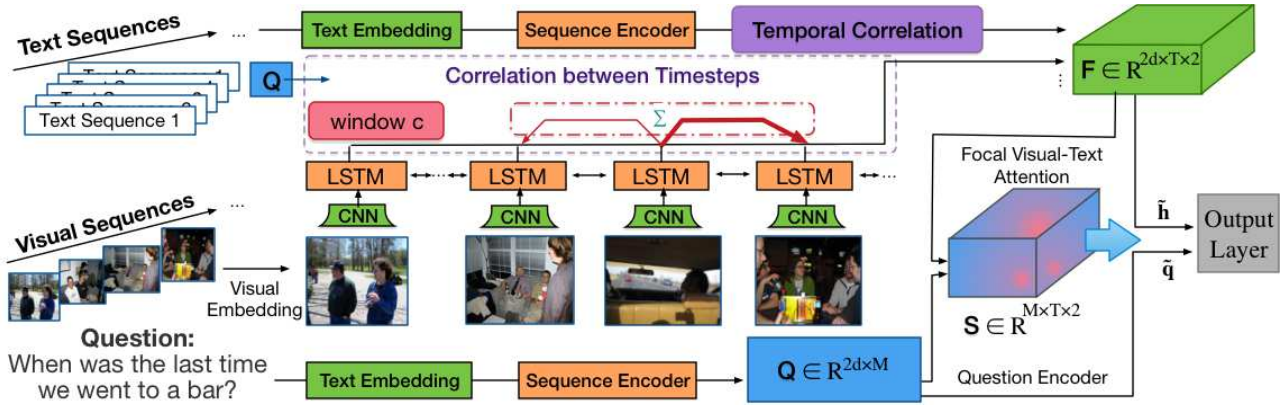 Text Sequences
...
Text Embedding
Sequence Encoder
Temporal Correlation
F ∈ R^{2d×T×2}
Text Sequence 1
Q
Correlation between Timesteps
Σ
window c
LSTM
LSTM
LSTM
LSTM
...
...
CNN
CNN
CNN
CNN
Visual Sequences
...
Visual
Embedding
Focal Visual-Text
Attention
h̃
q̃
Output
Layer
S ∈ R^{M×T×2}
Question:
When was the last time
we went to a bar?
Text Embedding
Sequence Encoder
Q ∈ R^{2d×M}
Question Encoder